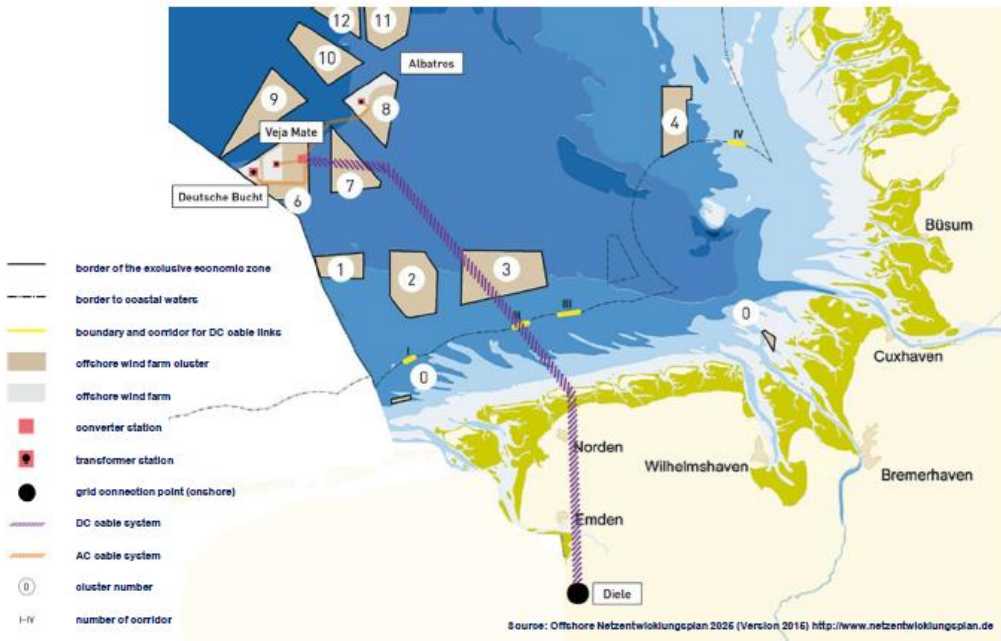 12
11
10
Albatros
9
8
Veja Mate
4
IV
7
Deutsche Bucht
6
Büsum
1
2
3
border of the exclusive economic zone
border to coastal waters
III
0
II
boundary and corridor for DC cable links
I
Cuxhaven
offshore wind farm cluster
0
offshore wind farm
converter station
Norden
Wilhelmshaven
transformer station
Bremerhaven
grid connection point (onshore)
Emden
DC cable system
AC cable system
0 cluster number
Diele
I-IV number of corridor
Source: Offshore Netzentwicklungsplan 2025 (Version 2015) http://www.netzentwicklungsplan.de